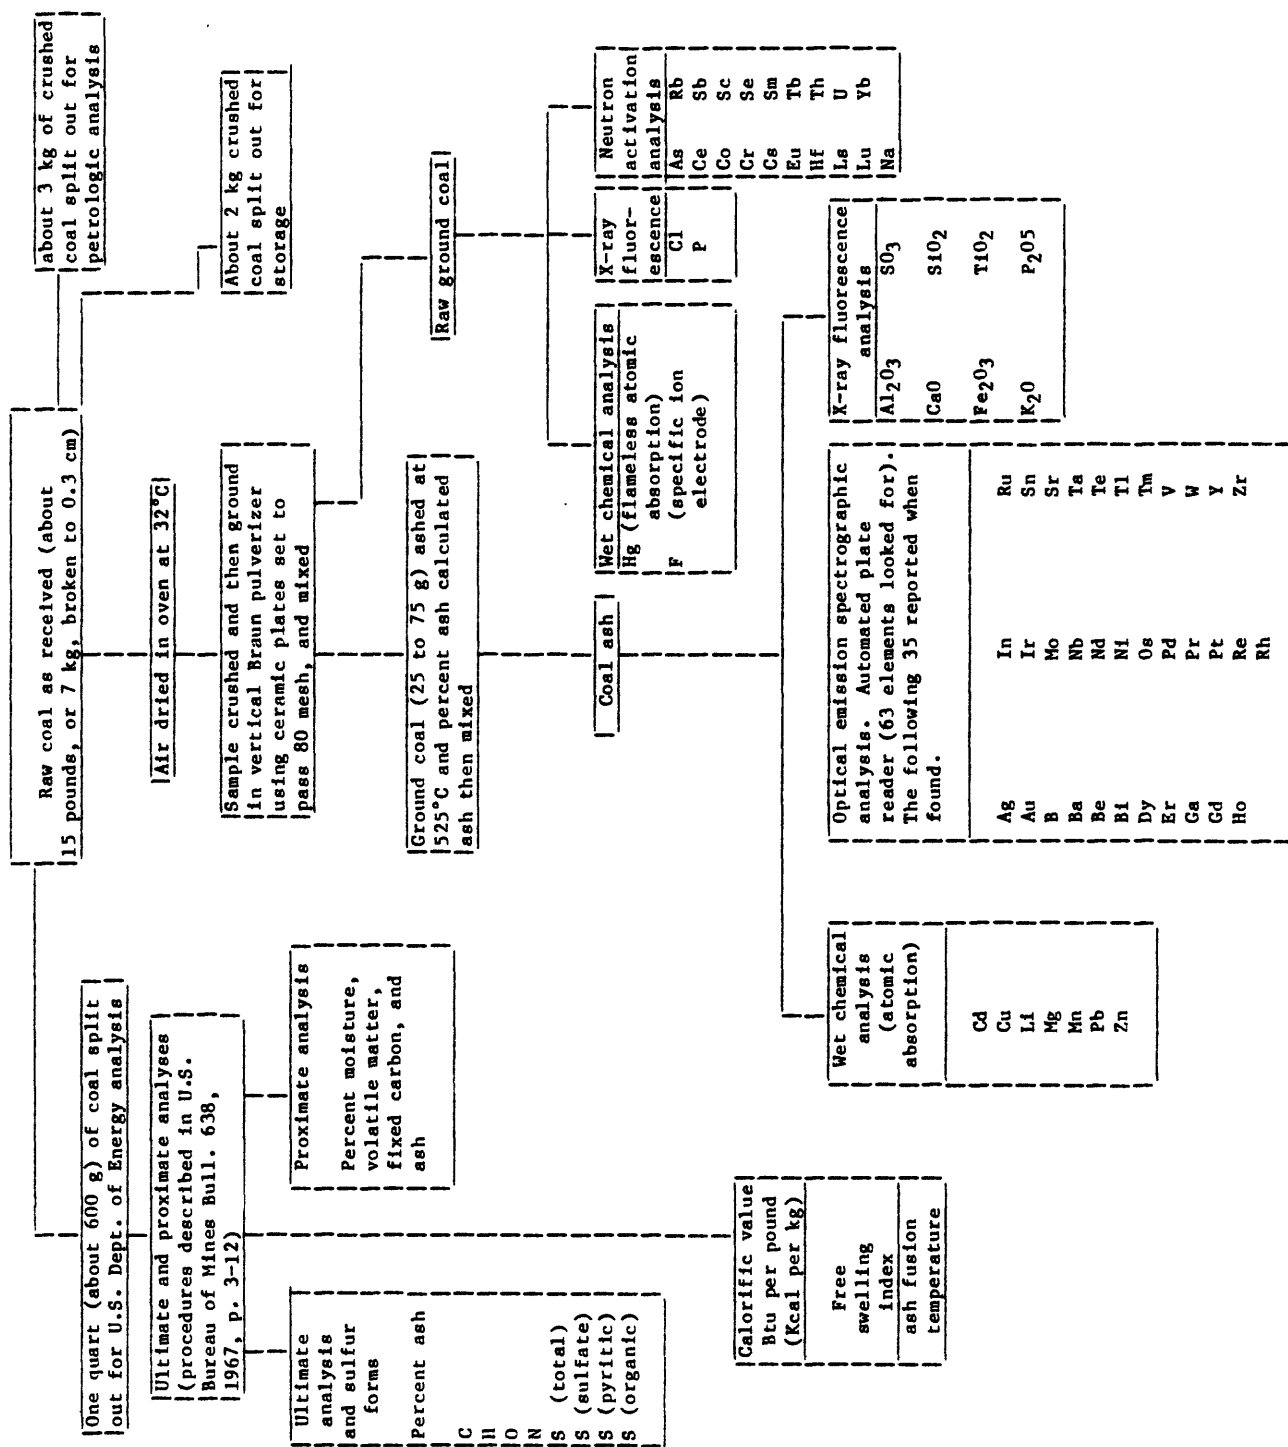 Raw coal as received (about
15 pounds, or 7 kg, broken to 0.3 cm)
about 3 kg of crushed
coal split out for
petrologic analysis
About 2 kg crushed
coal split out for
storage
One quart (about 600 g) of coal split
out for U.S. Dept. of Energy analysis
Ultimate and proximate analyses
(procedures described in U.S.
Bureau of Mines Bull. 638,
1967, p. 3-12)
Ultimate
analysis
and sulfur
forms
Percent ash
C
H
O
N
S (total)
S (sulfate)
S (pyritic)
S (organic)
Proximate analysis
Percent moisture,
volatile matter,
fixed carbon, and
ash
Calorific value
Btu per pound
(Kcal per kg)
Free
swelling
index
ash fusion
temperature
Air dried in oven at 32°C
Sample crushed and then ground
in vertical Braun pulverizer
using ceramic plates set to
pass 80 mesh, and mixed
Ground coal (25 to 75 g) ashed at
525°C and percent ash calculated
ash then mixed
Raw ground coal
Wet chemical analysis
Hg (flameless atomic
absorption)
F (specific ion
electrode)
X-ray
fluor-
escence
Cl
P
Neutron
activation
analysis
As Rb
Ce Sb
Co Sc
Cr Se
Cs Sm
Eu Tb
Hf Th
Ls U
Lu Yb
Na
Coal ash
Wet chemical
analysis
(atomic
absorption)
Cd
Cu
Li
Mg
Mn
Pb
Zn
Optical emission spectrographic
analysis. Automated plate
reader (63 elements looked for).
The following 35 reported when
found.
Ag In Ru
Au Ir Sn
B Mo Sr
Ba Nb Ta
Be Nd Te
Bi Ni Tl
Dy Os Tm
Er Pd V
Ga Pr W
Gd Pt Y
Ho Re Zr
Rh
X-ray fluorescence
analysis
Al2O3 SO3
CaO SiO2
Fe2O3 TiO2
K2O P2O5